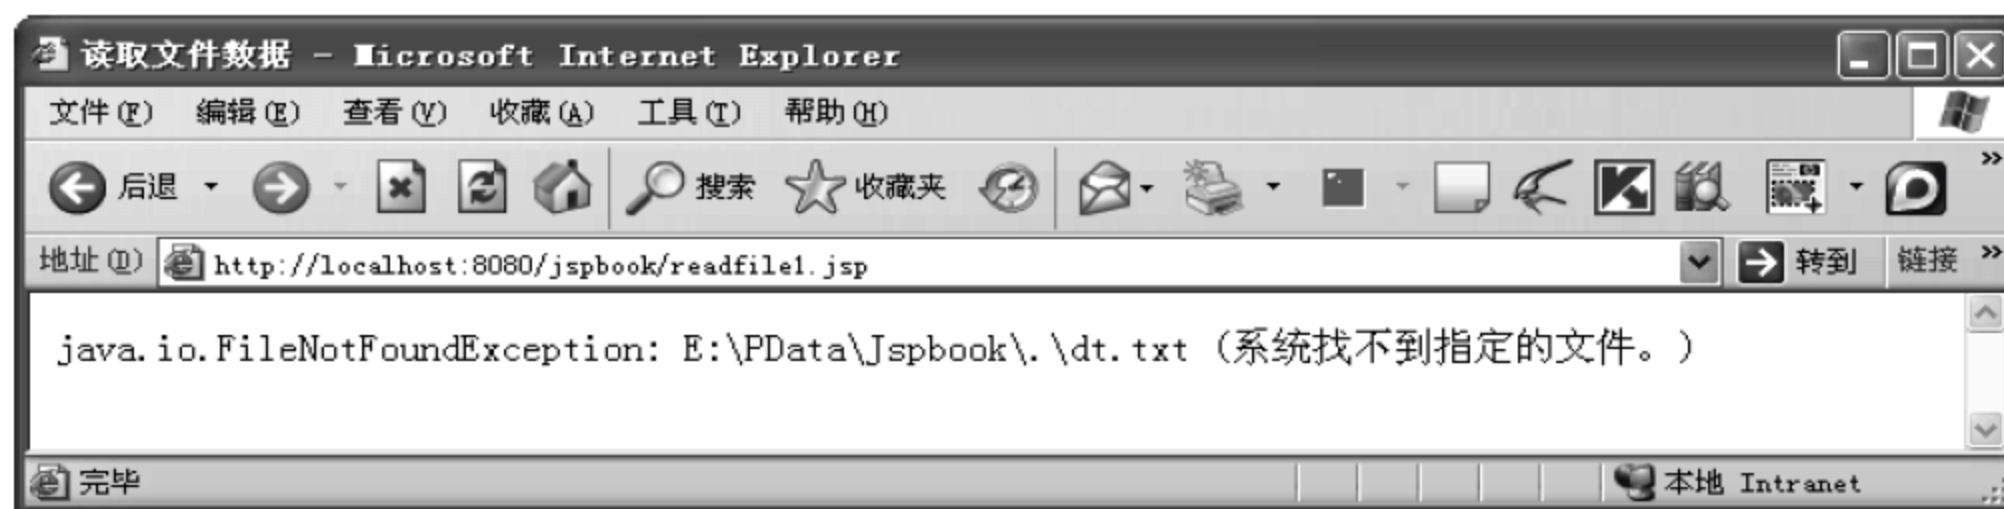 读取文件数据 - Microsoft Internet Explorer
文件(F) 编辑(E) 查看(V) 收藏(A) 工具(T) 帮助(H)
后退 搜索 收藏夹 »
地址(D) http://localhost:8080/jspbook/readfile1.jsp 转到 链接 »
java.io.FileNotFoundException: E:\PData\Jspbook\.\dt.txt (系统找不到指定的文件。)
完毕 本地 Intranet